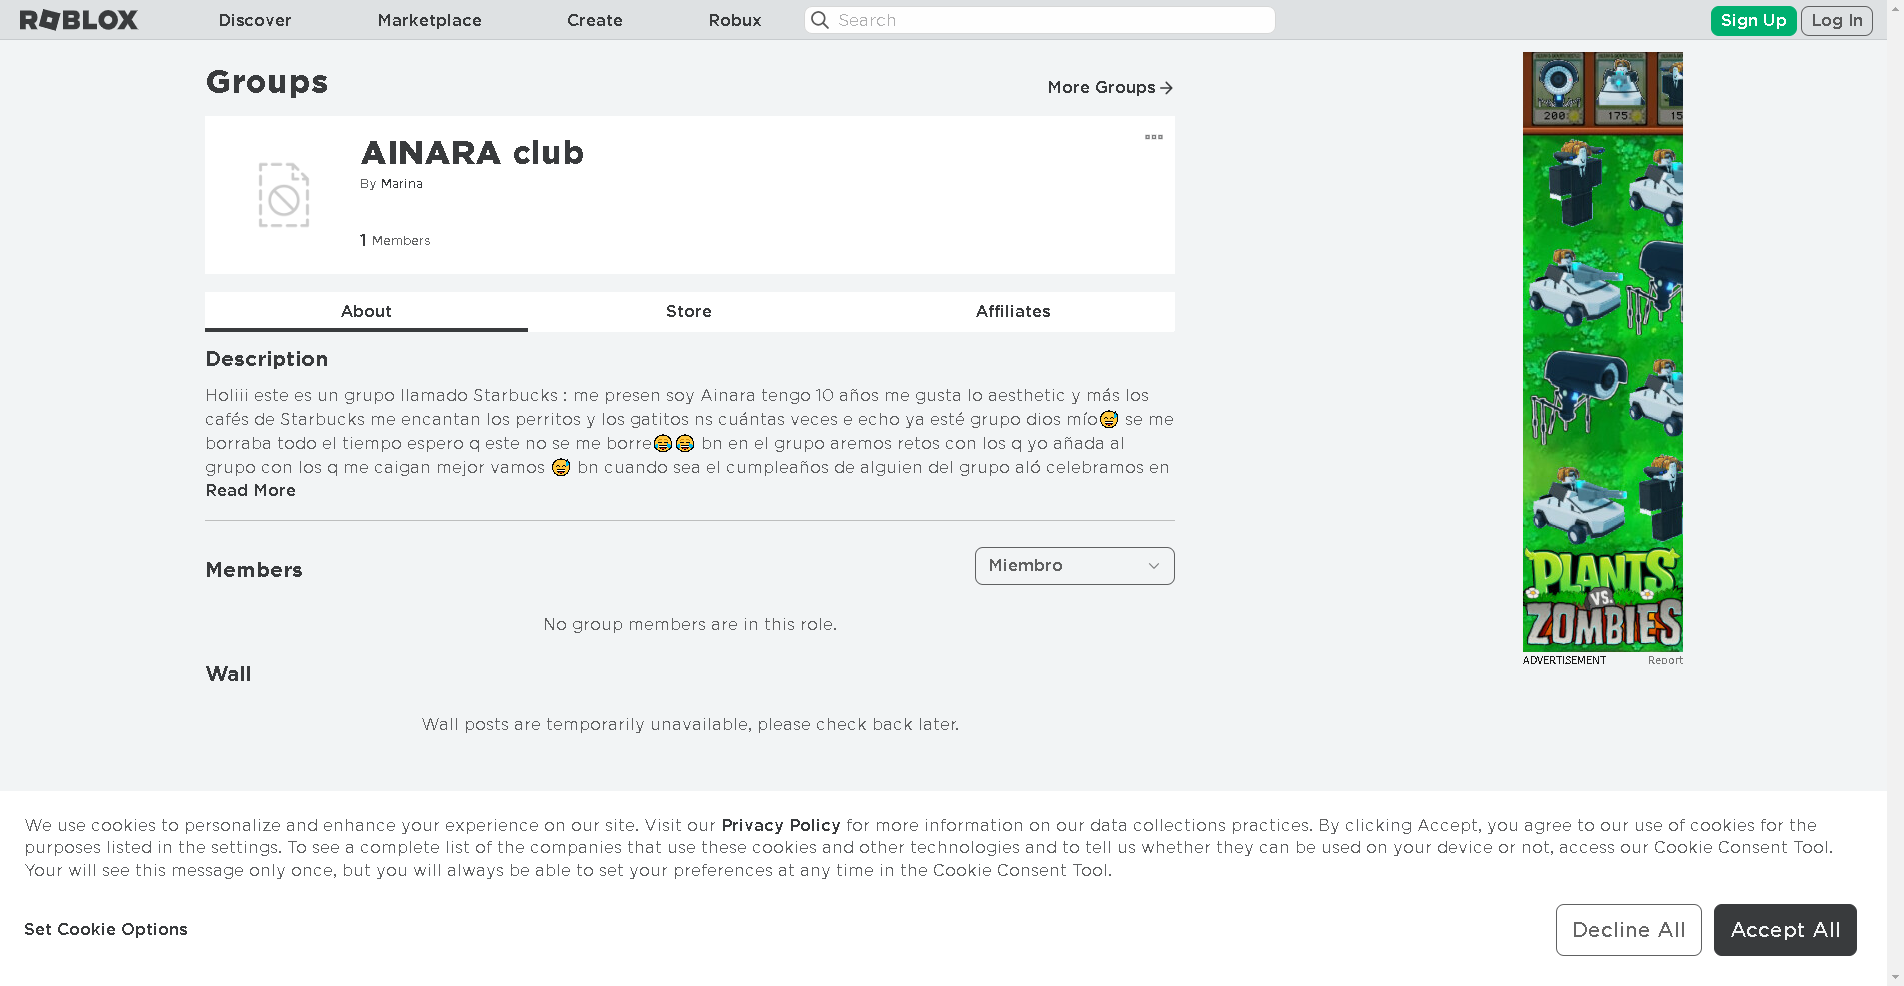 ROBLOX Discover Marketplace Create Robux Search Sign Up Log In
Groups
More Groups
AINARA club
By Marina
1 Members
About Store Affiliates
Description
Holiii este es un grupo llamado Starbucks : me presen soy Ainara tengo 10 años me gusta lo aesthetic y más los
cafés de Starbucks me encantan los perritos y los gatitos ns cuántas veces e echo ya esté grupo dios mío😅 se me
borraba todo el tiempo espero q este no se me borre😂😂 bn en el grupo aremos retos con los q yo añada al
grupo con los q me caigan mejor vamos 😅 bn cuando sea el cumpleaños de alguien del grupo aló celebramos en
Read More
Members
Miembro
No group members are in this role.
Wall
Wall posts are temporarily unavailable, please check back later.
200
175
15
PLANTS
VS.
ZOMBIES
ADVERTISEMENT Report
We use cookies to personalize and enhance your experience on our site. Visit our Privacy Policy for more information on our data collections practices. By clicking Accept, you agree to our use of cookies for the
purposes listed in the settings. To see a complete list of the companies that use these cookies and other technologies and to tell us whether they can be used on your device or not, access our Cookie Consent Tool.
Your will see this message only once, but you will always be able to set your preferences at any time in the Cookie Consent Tool.
Set Cookie Options
Decline All
Accept All